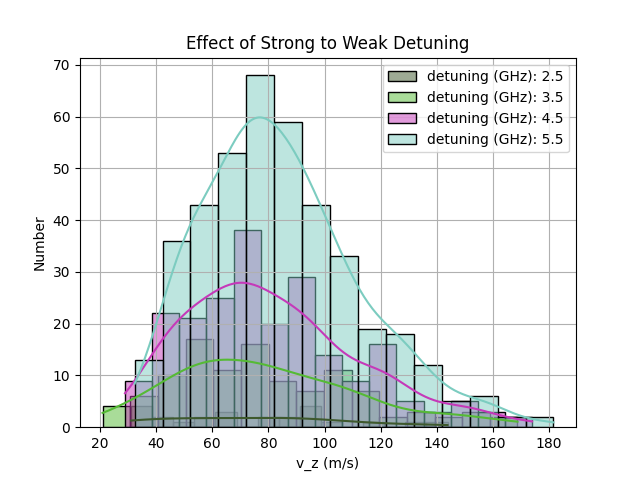 Effect of Strong to Weak Detuning
70
60
50
40
30
20
10
0
Number
detuning (GHz): 2.5
detuning (GHz): 3.5
detuning (GHz): 4.5
detuning (GHz): 5.5
20 40 60 80 100 120 140 160 180
v_z (m/s)